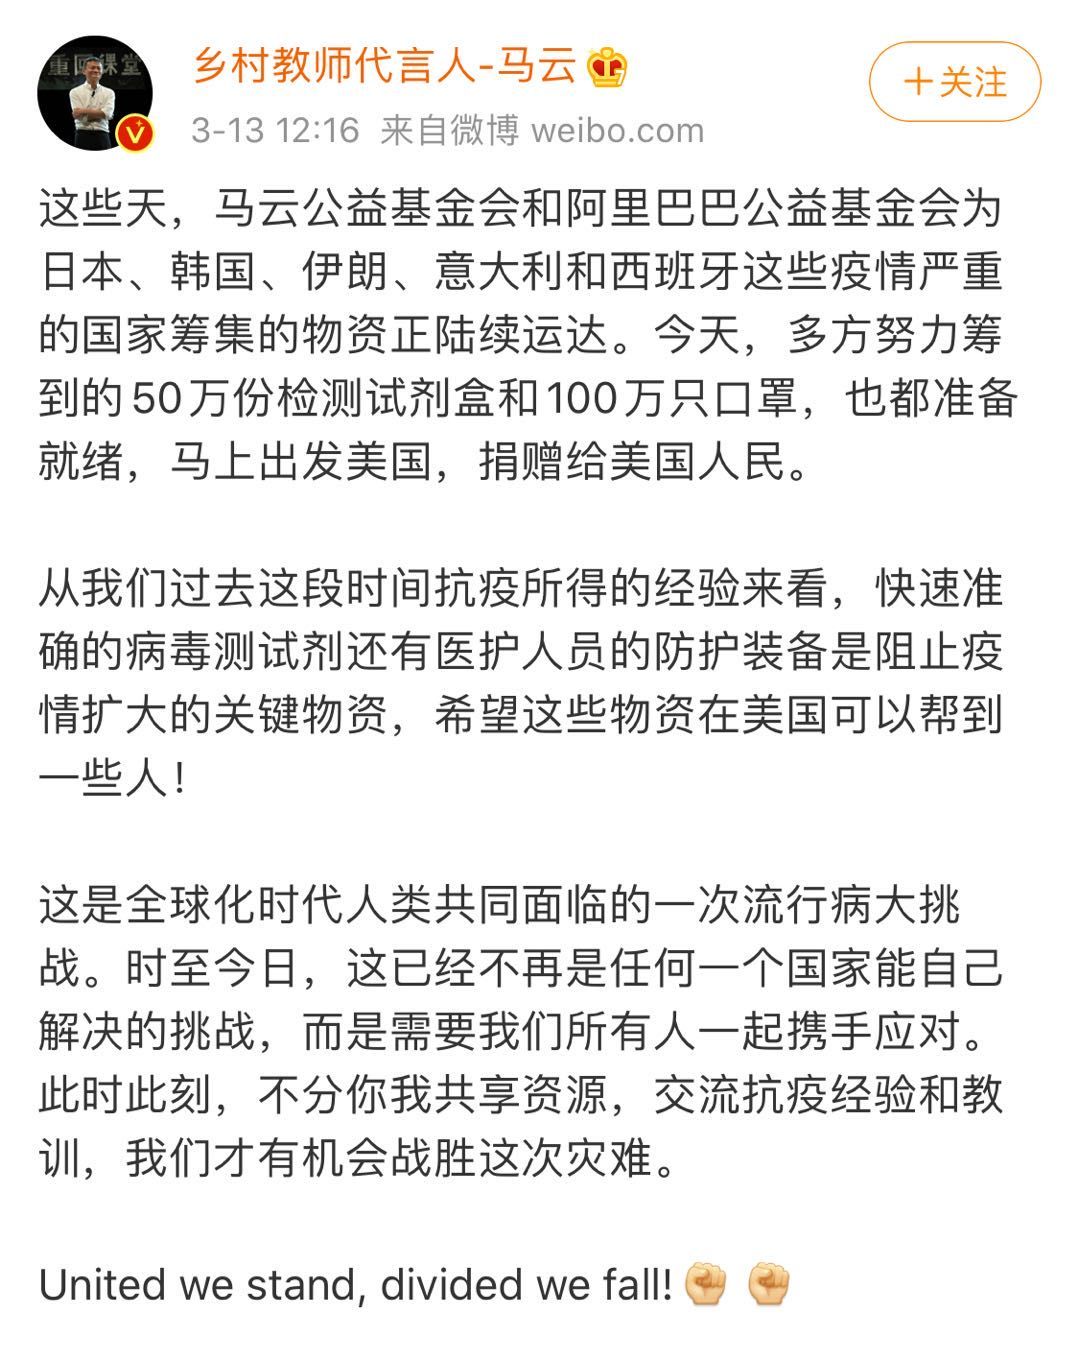 重回课堂
乡村教师代言人-马云
+关注
3-13 12:16 来自微博 weibo.com
这些天，马云公益基金会和阿里巴巴公益基金会为
日本、韩国、伊朗、意大利和西班牙这些疫情严重
的国家筹集的物资正陆续运达。今天，多方努力筹
到的50万份检测试剂盒和100万只口罩，也都准备
就绪，马上出发美国，捐赠给美国人民。
从我们过去这段时间抗疫所得的经验来看，快速准
确的病毒测试剂还有医护人员的防护装备是阻止疫
情扩大的关键物资，希望这些物资在美国可以帮到
一些人！
这是全球化时代人类共同面临的一次流行病大挑
战。时至今日，这已经不再是任何一个国家能自己
解决的挑战，而是需要我们所有人一起携手应对。
此时此刻，不分你我共享资源，交流抗疫经验和教
训，我们才有机会战胜这次灾难。
United we stand, divided we fall!✊✊